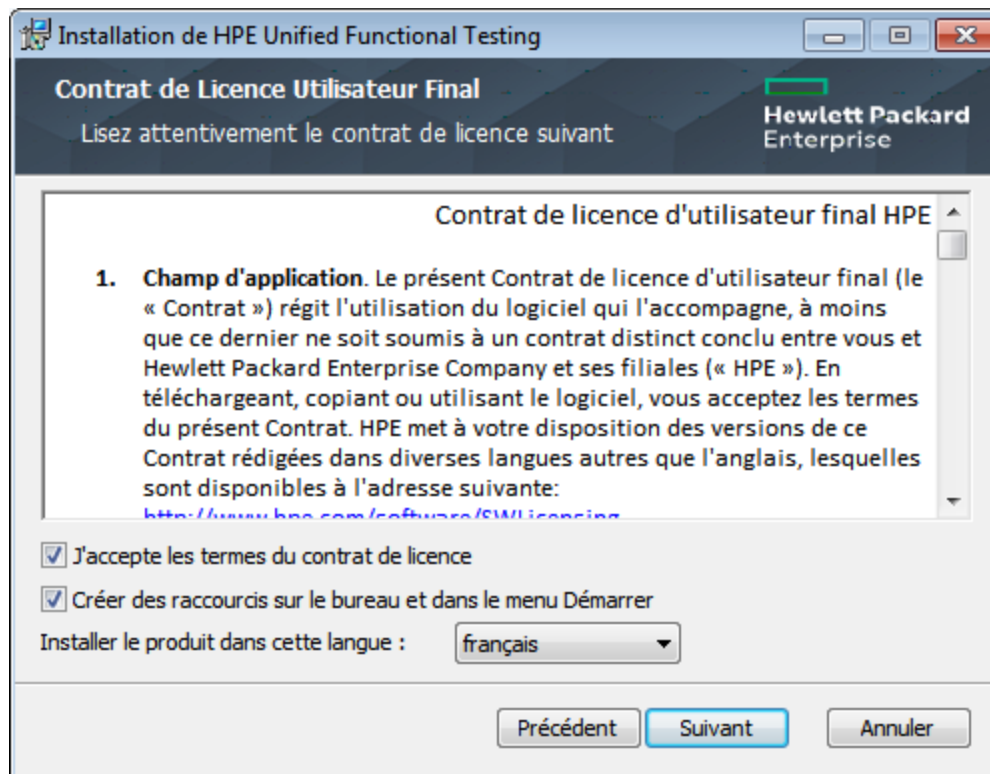 Installation de HPE Unified Functional Testing
Contrat de Licence Utilisateur Final
Lisez attentivement le contrat de licence suivant
Hewlett Packard
Enterprise
Contrat de licence d'utilisateur final HPE
1. Champ d'application. Le présent Contrat de licence d'utilisateur final (le
« Contrat ») régit l'utilisation du logiciel qui l'accompagne, à moins
que ce dernier ne soit soumis à un contrat distinct conclu entre vous et
Hewlett Packard Enterprise Company et ses filiales (« HPE »). En
téléchargeant, copiant ou utilisant le logiciel, vous acceptez les termes
du présent Contrat. HPE met à votre disposition des versions de ce
Contrat rédigées dans diverses langues autres que l'anglais, lesquelles
sont disponibles à l'adresse suivante:
http://www.hpe.com/software/SWLicensing
J'accepte les termes du contrat de licence
Créer des raccourcis sur le bureau et dans le menu Démarrer
Installer le produit dans cette langue : français
Précédent Suivant Annuler